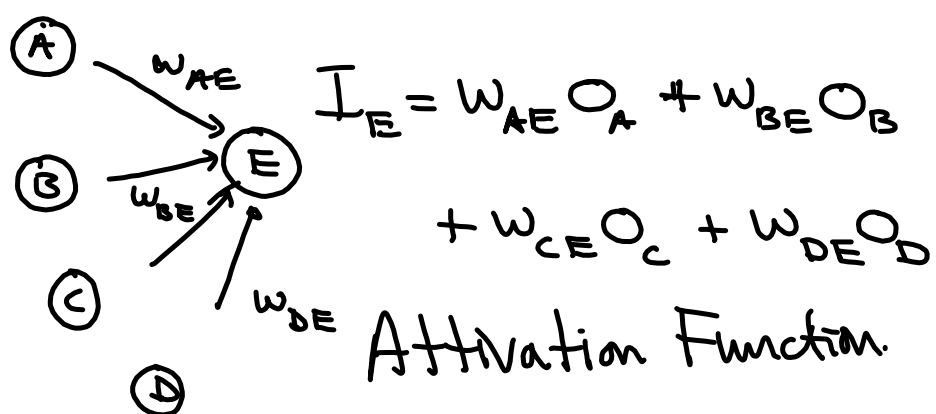 A
W_AE
I_E = W_AE O_A + W_BE O_B
B
W_BE
E
+ W_CE O_C + W_DE O_D
C
W_DE
Attivation Function.
D